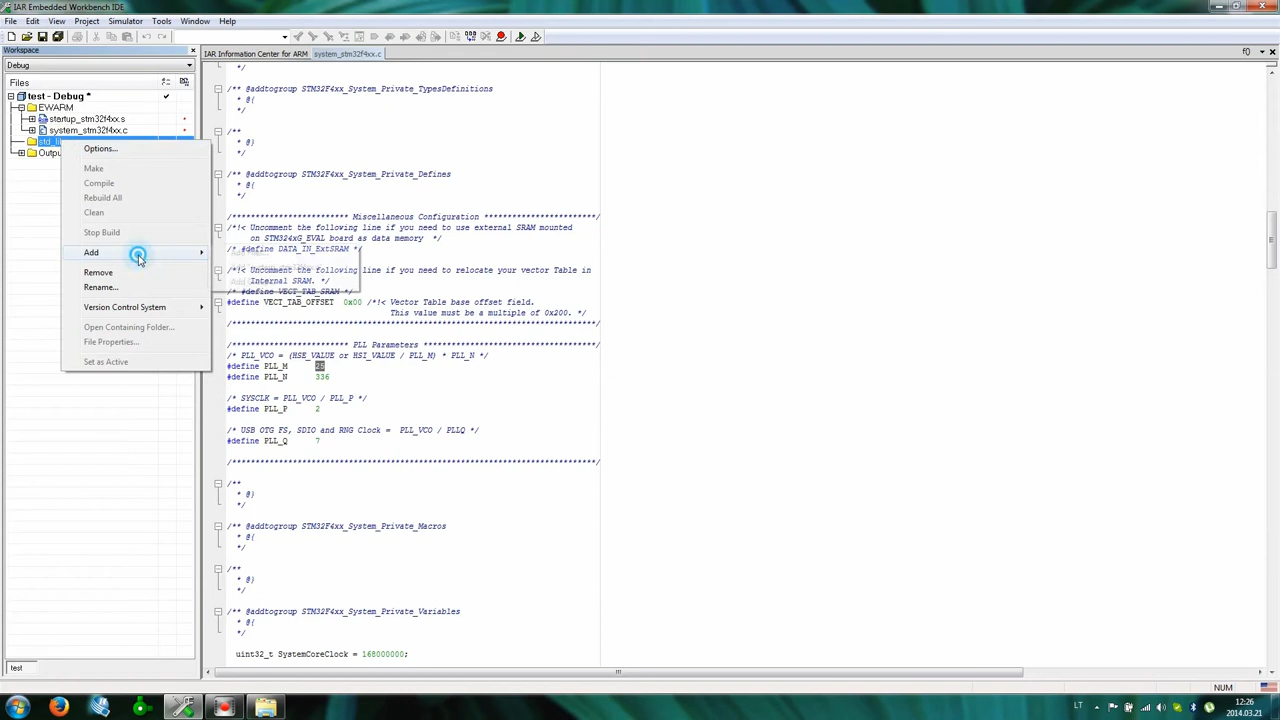 IAR Embedded Workbench IDE
File Edit View Project Simulator Tools Window Help
Workspace
Debug
Files
test - Debug *
EWARM
startup_stm32f4xx.s
system_stm32f4xx.c
Options...
Make
Compile
Rebuild All
Clean
Stop Build
Add
Remove
Rename...
Version Control System
Open Containing Folder...
File Properties...
Set as Active
test
IAR Information Center for ARM system_stm32f4xx.c
f()
*/
/** @addtogroup STM32F4xx_System_Private_TypesDefinitions
* @{
*/
/**
* @}
*/
/** @addtogroup STM32F4xx_System_Private_Defines
* @{
*/
/************************* Miscellaneous Configuration ************************/
/*!< Uncomment the following line if you need to use external SRAM mounted
on STM324xG_EVAL board as data memory */
/* #define DATA_IN_ExtSRAM */
/*!< Uncomment the following line if you need to relocate your vector Table in
Internal SRAM. */
/* #define VECT_TAB_SRAM */
#define VECT_TAB_OFFSET 0x00 /*!< Vector Table base offset field.
This value must be a multiple of 0x200. */
/******************************************************************************/
/************************* PLL Parameters *************************************/
/* PLL_VCO = (HSE_VALUE or HSI_VALUE / PLL_M) * PLL_N */
#define PLL_M 25
#define PLL_N 336
/* SYSCLK = PLL_VCO / PLL_P */
#define PLL_P 2
/* USB OTG FS, SDIO and RNG Clock = PLL_VCO / PLLQ */
#define PLL_Q 7
/******************************************************************************/
/**
* @}
*/
/** @addtogroup STM32F4xx_System_Private_Macros
* @{
*/
/**
* @}
*/
/** @addtogroup STM32F4xx_System_Private_Variables
* @{
*/
uint32_t SystemCoreClock = 168000000;
NUM
LT
12:26
2014.03.21